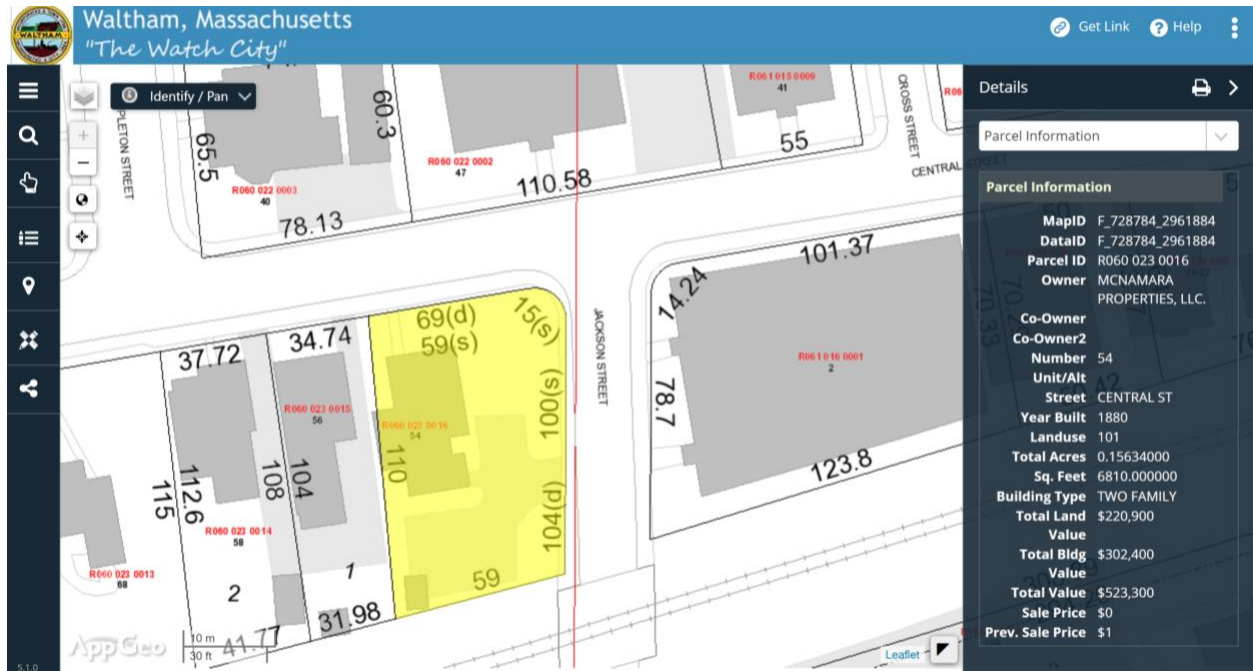 Waltham, Massachusetts
"The Watch City"
WALTHAM
Get Link
Help
Identify / Pan
PLETON STREET
65.5
60.3
R060 022 0003
40
78.13
R060 022 0002
47
110.58
R061 015 0009
41
55
CROSS STREET
CENTRAL STREET
R06
37.72
34.74
69(d)
59(s)
15(s)
100(s)
104(d)
110
59
R060 023 0016
54
R060 023 0015
56
104
108
112.6
115
R060 023 0014
58
R060 023 0013
68
2
1
31.98
41.77
JACKSON STREET
14.24
101.37
78.7
R061 016 0001
2
123.8
70.33
10 m
30 ft
AppGeo
5.1.0
Leaflet
Details
Parcel Information
Parcel Information
MapID F_728784_2961884
DataID F_728784_2961884
Parcel ID R060 023 0016
Owner MCNAMARA
PROPERTIES, LLC.
Co-Owner
Co-Owner2
Number 54
Unit/Alt
Street CENTRAL ST
Year Built 1880
Landuse 101
Total Acres 0.15634000
Sq. Feet 6810.000000
Building Type TWO FAMILY
Total Land $220,900
Value
Total Bldg $302,400
Value
Total Value $523,300
Sale Price $0
Prev. Sale Price $1